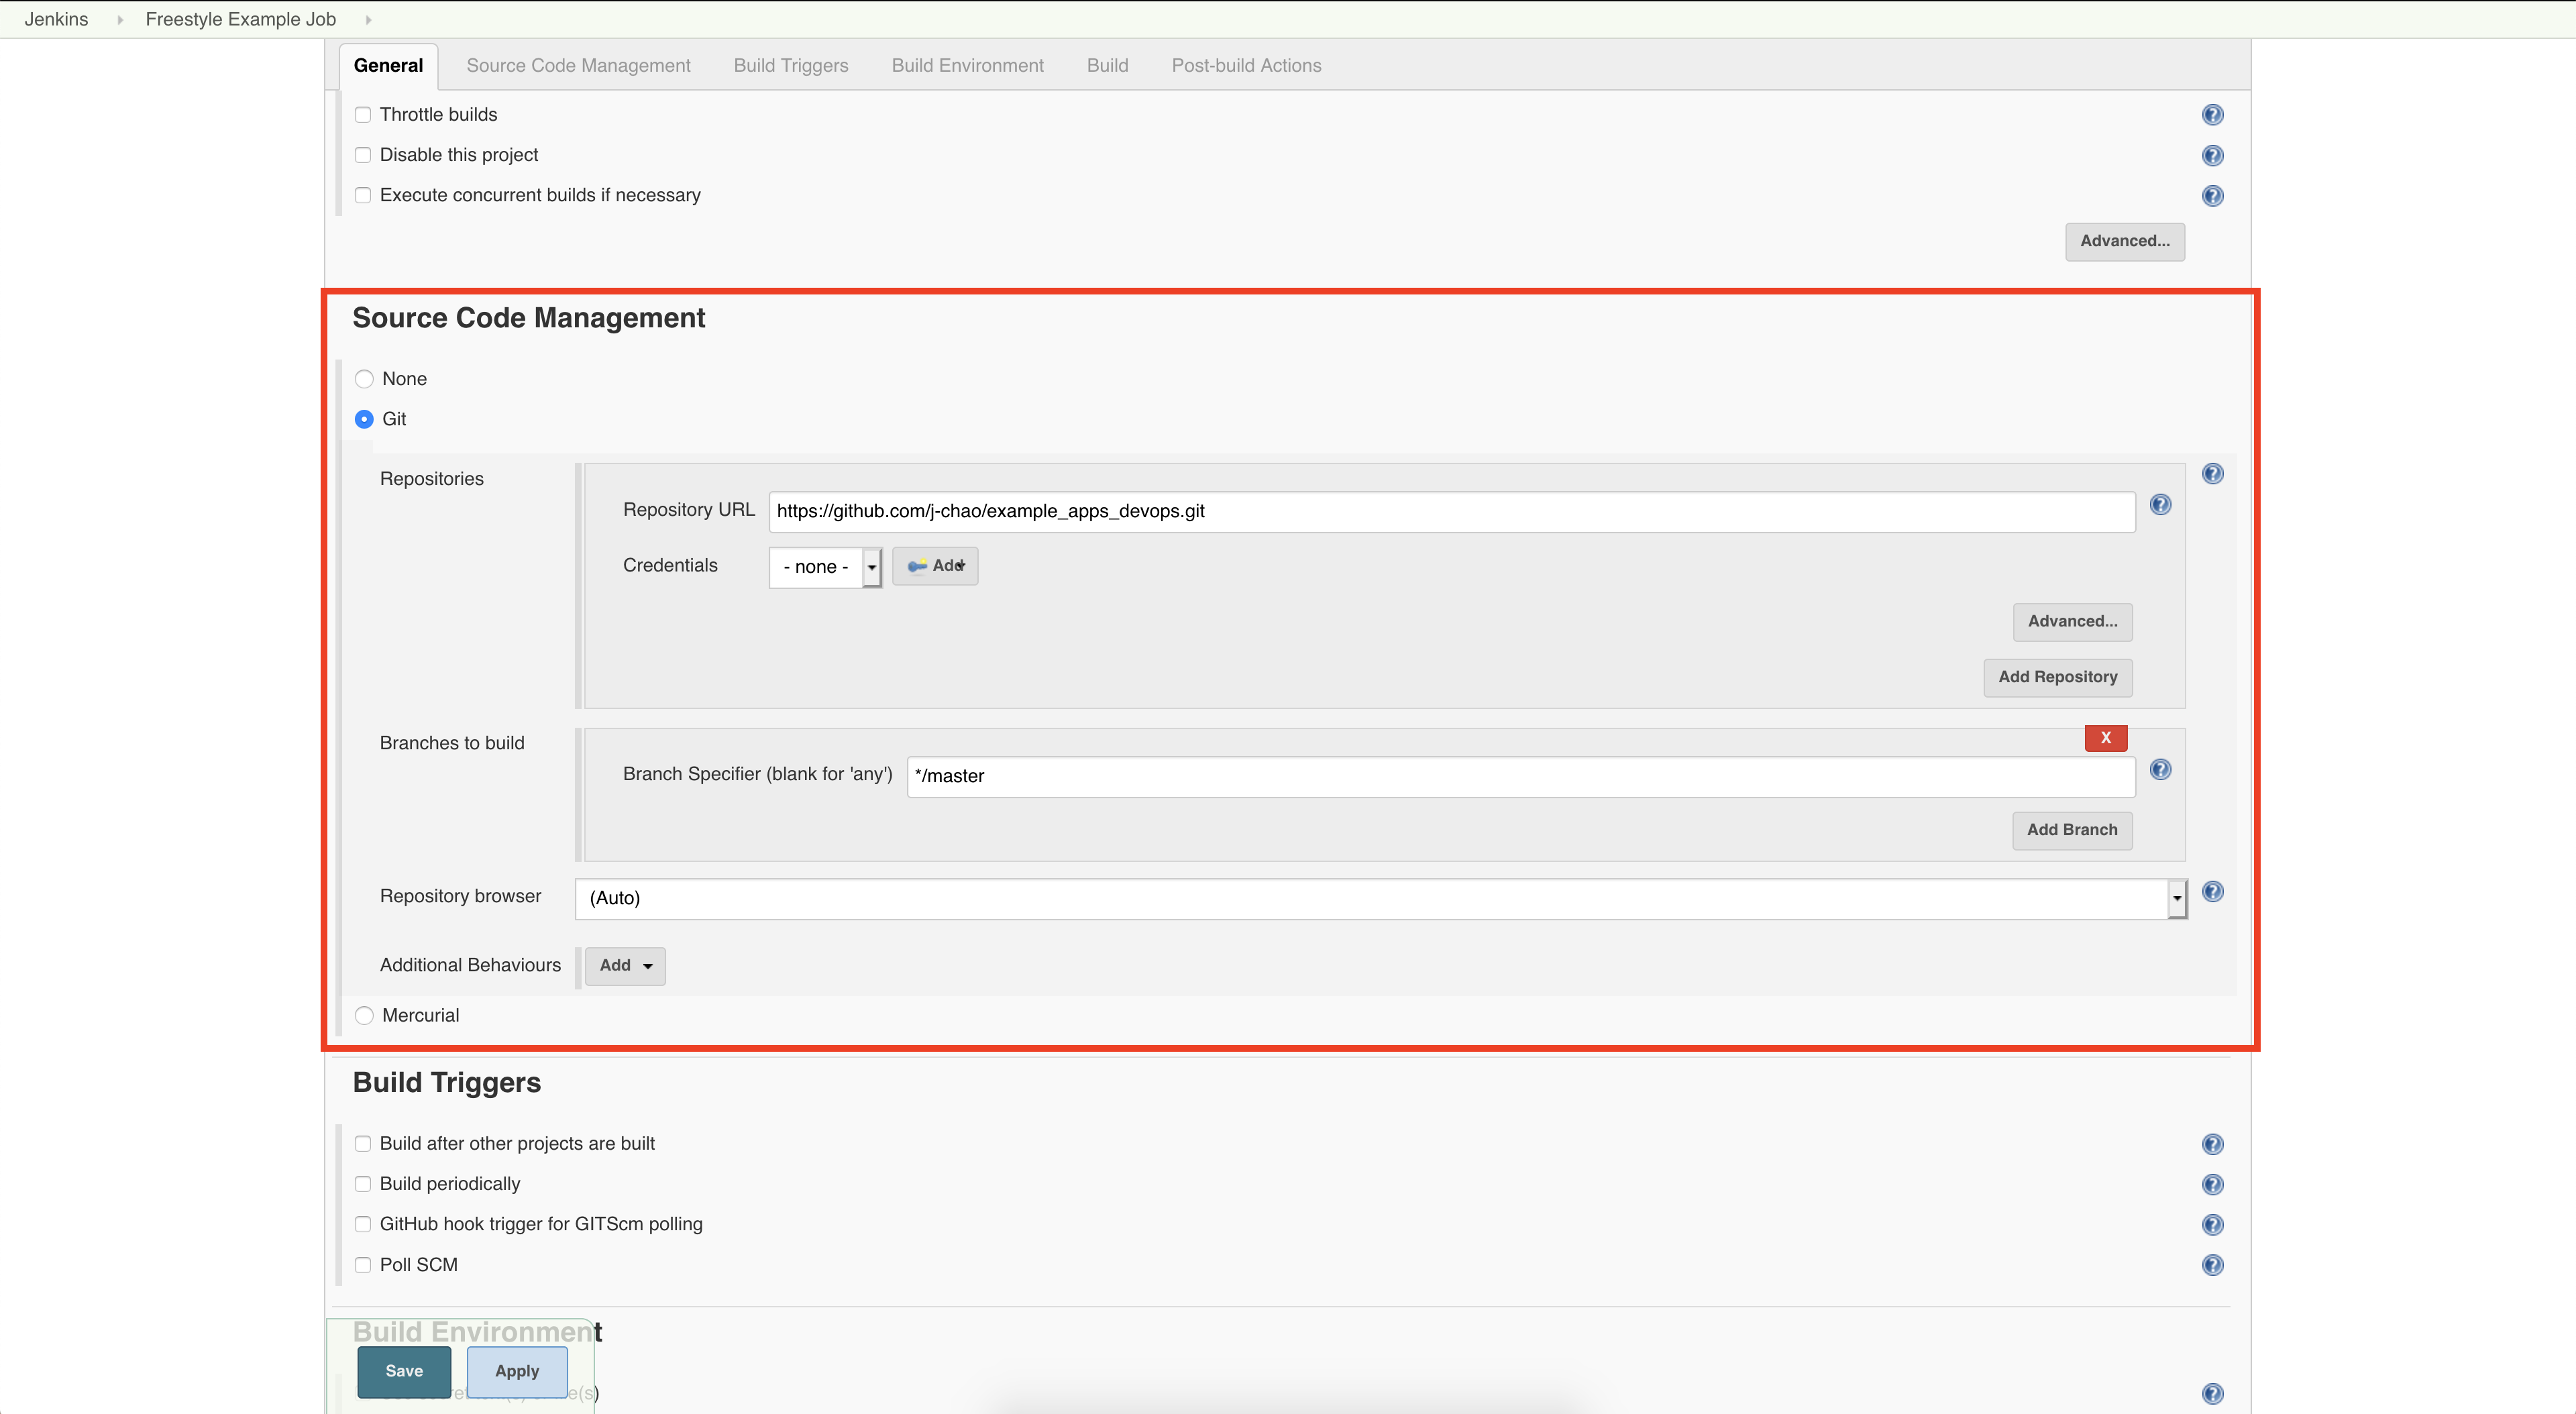 Jenkins Freestyle Example Job
General Source Code Management Build Triggers Build Environment Build Post-build Actions
Throttle builds
Disable this project
Execute concurrent builds if necessary
Advanced...
Source Code Management
None
Git
Repositories
Repository URL https://github.com/j-chao/example_apps_devops.git
Credentials - none - Add
Advanced...
Add Repository
Branches to build
X
Branch Specifier (blank for 'any') */master
Add Branch
Repository browser (Auto)
Additional Behaviours Add
Mercurial
Build Triggers
Build after other projects are built
Build periodically
GitHub hook trigger for GITScm polling
Poll SCM
Build Environment
Save Apply